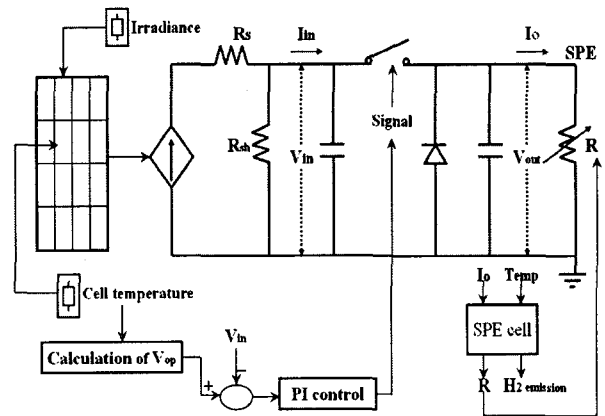 Irradiance
Rs
Iin
Io
SPE
Rsh
Vin
Signal
Vout
R
Cell temperature
Io Temp
SPE cell
Calculation of Vop
Vin
+
−
PI control
R H2 emission